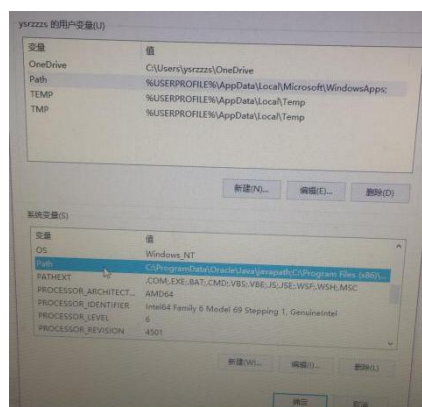 ysrzzzs 的用户变量(U)
变量 值
OneDrive C:\Users\ysrzzzs\OneDrive
Path %USERPROFILE%\AppData\Local\Microsoft\WindowsApps;
TEMP %USERPROFILE%\AppData\Local\Temp
TMP %USERPROFILE%\AppData\Local\Temp
新建(N)... 编辑(E)... 删除(D)
系统变量(S)
变量 值
OS Windows_NT
Path C:\ProgramData\Oracle\Java\javapath;C:\Program Files (x86)\...
PATHEXT .COM;.EXE;.BAT;.CMD;.VBS;.VBE;.JS;.JSE;.WSF;.WSH;.MSC
PROCESSOR_ARCHITECT... AMD64
PROCESSOR_IDENTIFIER Intel64 Family 6 Model 69 Stepping 1, GenuineIntel
PROCESSOR_LEVEL 6
PROCESSOR_REVISION 4501
新建(W)... 编辑(I)... 删除(L)
确定 取消